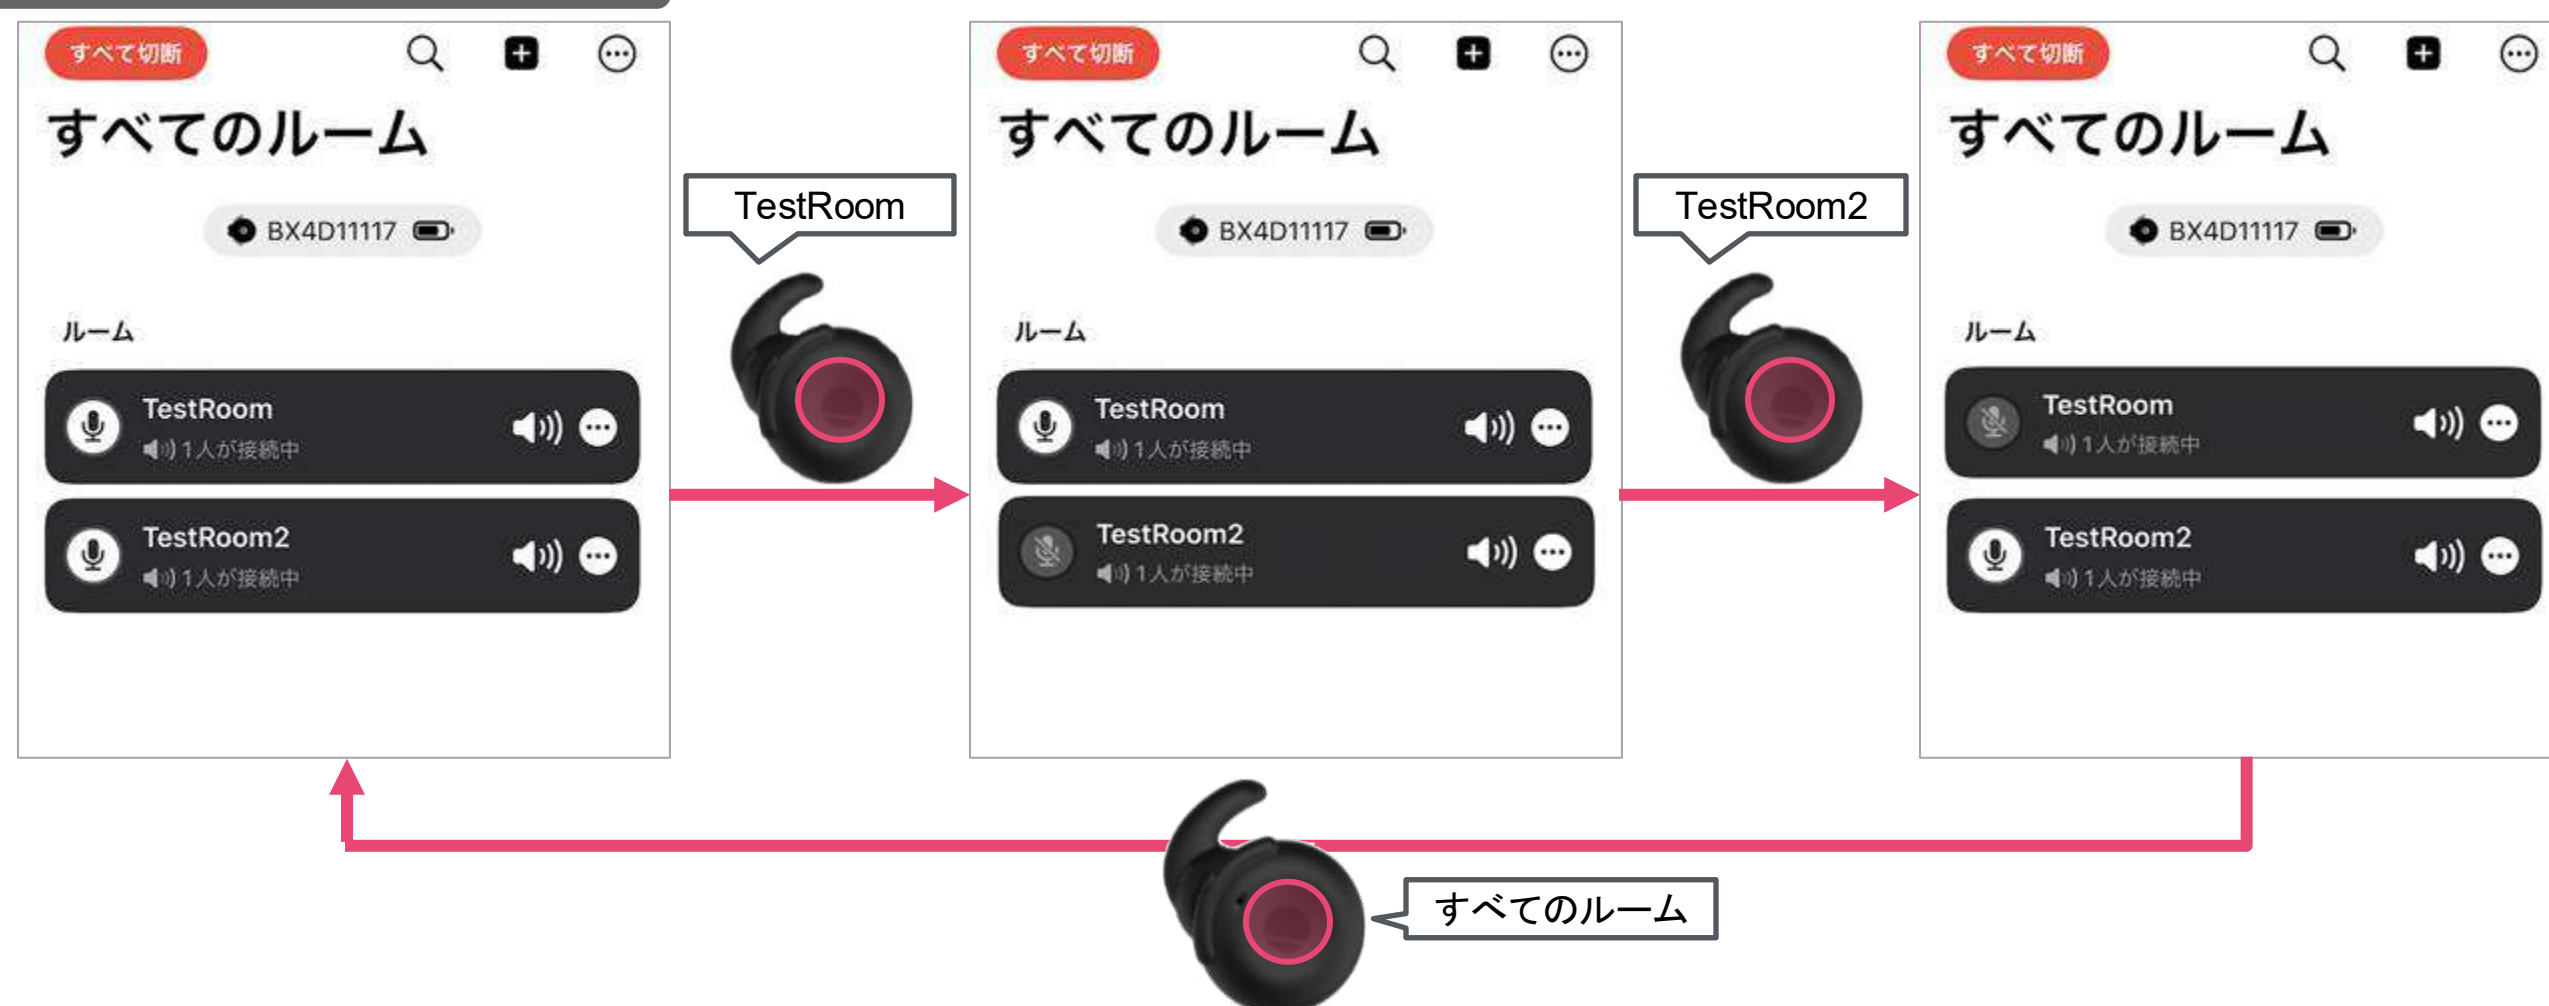 すべて切断
すべてのルーム
BX4D11117
ルーム
TestRoom
1人が接続中
TestRoom2
1人が接続中
TestRoom
すべて切断
すべてのルーム
BX4D11117
ルーム
TestRoom
1人が接続中
TestRoom2
1人が接続中
TestRoom2
すべて切断
すべてのルーム
BX4D11117
ルーム
TestRoom
1人が接続中
TestRoom2
1人が接続中
すべてのルーム